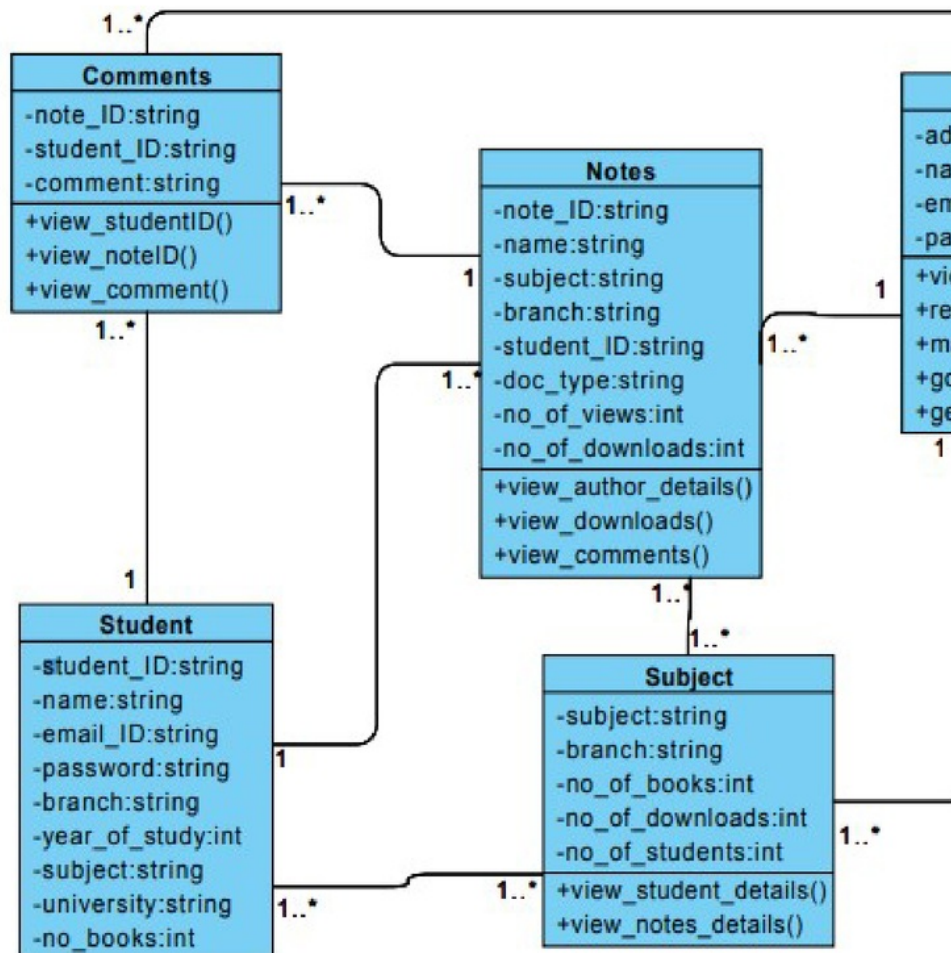 1..*
Comments
-note_ID:string
-student_ID:string
-comment:string
+view_studentID()
+view_noteID()
+view_comment()
1..*
1..*
1
Notes
-note_ID:string
-name:string
-subject:string
-branch:string
-student_ID:string
-doc_type:string
-no_of_views:int
-no_of_downloads:int
+view_author_details()
+view_downloads()
+view_comments()
1..*
1..*
1..*
1
1
1
Student
-student_ID:string
-name:string
-email_ID:string
-password:string
-branch:string
-year_of_study:int
-subject:string
-university:string
-no_books:int
1
1..*
1..*
1..*
Subject
-subject:string
-branch:string
-no_of_books:int
-no_of_downloads:int
-no_of_students:int
+view_student_details()
+view_notes_details()
1..*